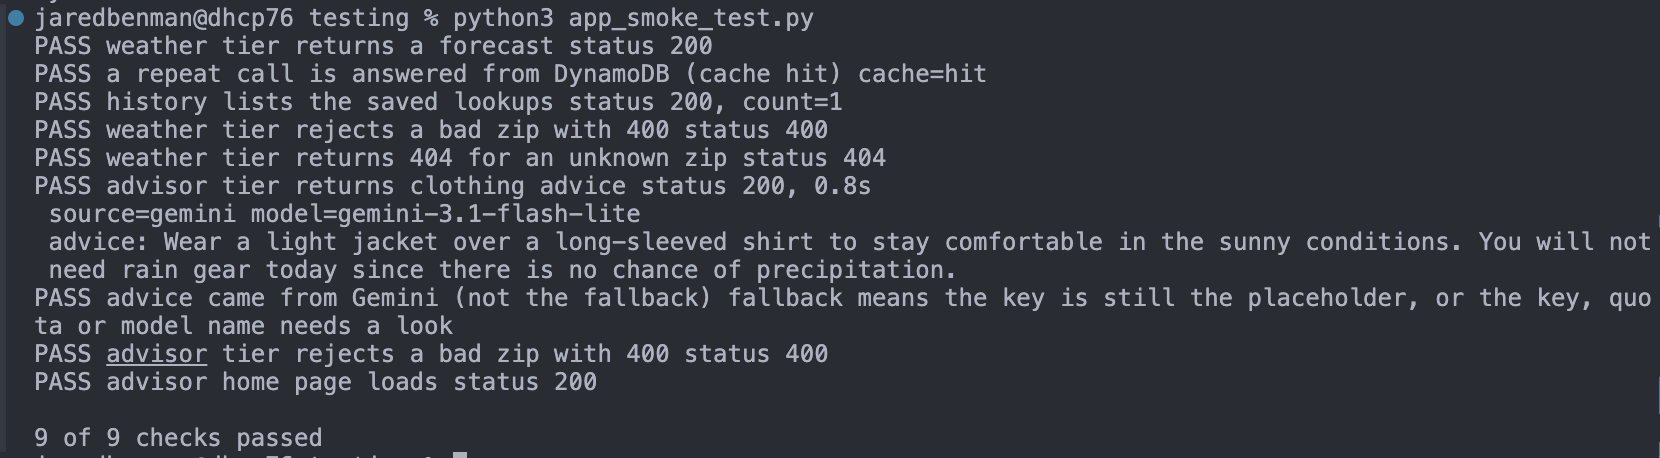 jaredbenman@dhcp76 testing % python3 app_smoke_test.py
PASS weather tier returns a forecast status 200
PASS a repeat call is answered from DynamoDB (cache hit) cache=hit
PASS history lists the saved lookups status 200, count=1
PASS weather tier rejects a bad zip with 400 status 400
PASS weather tier returns 404 for an unknown zip status 404
PASS advisor tier returns clothing advice status 200, 0.8s
source=gemini model=gemini-3.1-flash-lite
advice: Wear a light jacket over a long-sleeved shirt to stay comfortable in the sunny conditions. You will not
need rain gear today since there is no chance of precipitation.
PASS advice came from Gemini (not the fallback) fallback means the key is still the placeholder, or the key, quo
ta or model name needs a look
PASS advisor tier rejects a bad zip with 400 status 400
PASS advisor home page loads status 200
9 of 9 checks passed